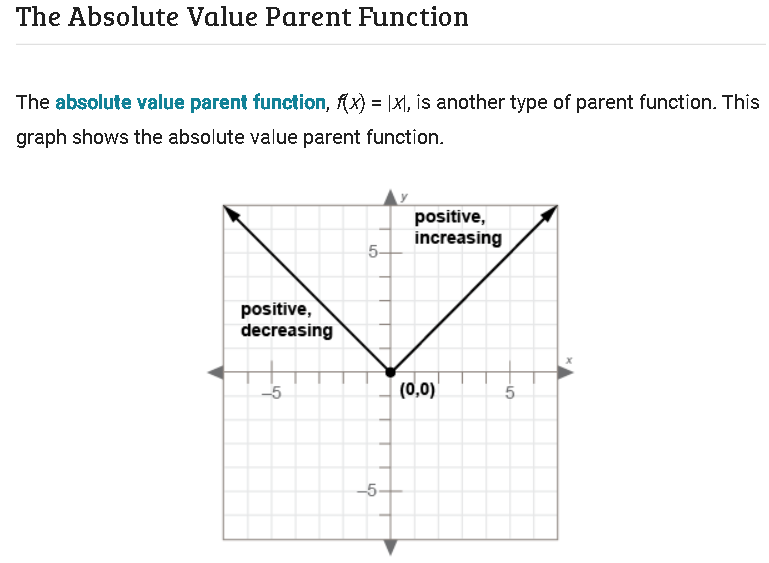 The Absolute Value Parent Function
The absolute value parent function, f(x) = |x|, is another type of parent function. This
graph shows the absolute value parent function.
y
positive,
increasing
5
positive,
decreasing
x
-5
(0,0)
5
-5